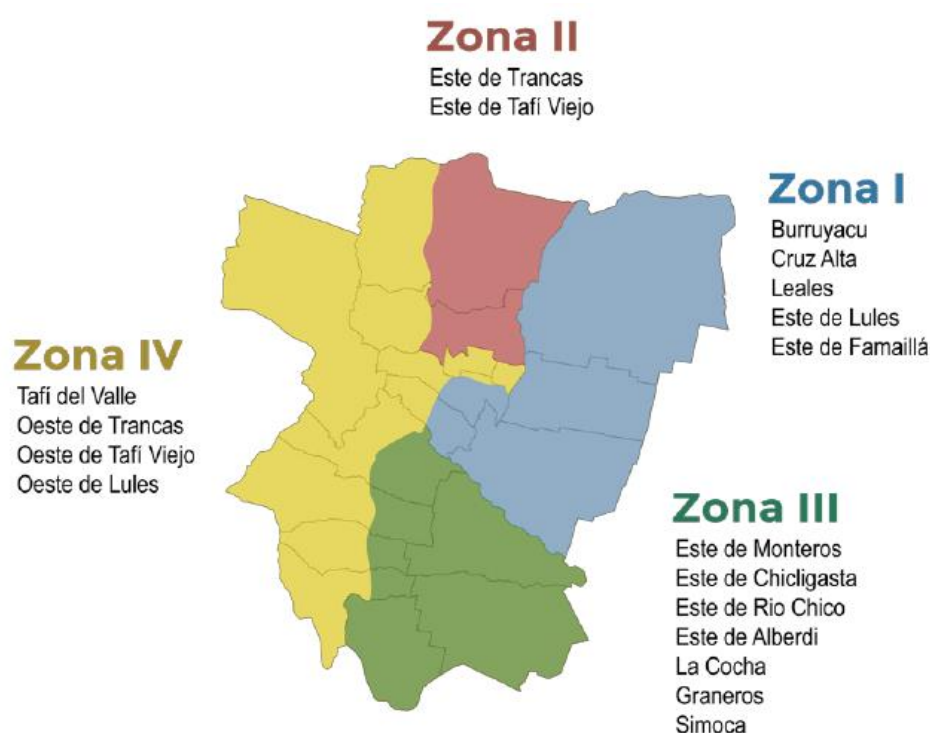 Zona II
Este de Trancas
Este de Tafí Viejo
Zona I
Burruyacu
Cruz Alta
Leales
Este de Lules
Este de Famaillá
Zona IV
Tafí del Valle
Oeste de Trancas
Oeste de Tafí Viejo
Oeste de Lules
Zona III
Este de Monteros
Este de Chicligasta
Este de Rio Chico
Este de Alberdi
La Cocha
Graneros
Simoca